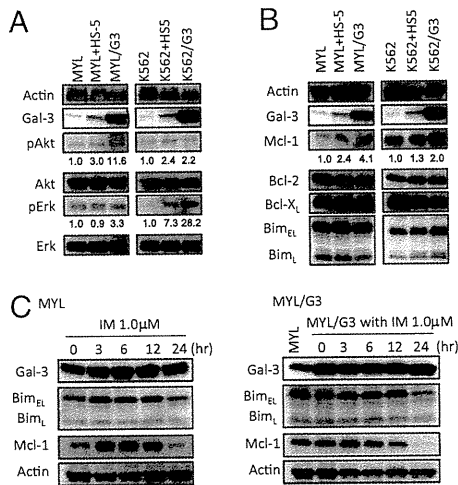 A
MYL
MYL+HS-5
MYL/G3
K562
K562+HS5
K562/G3
Actin
Gal-3
pAkt
1.0 3.0 11.6 1.0 2.4 2.2
Akt
pErk
1.0 0.9 3.3 1.0 7.3 28.2
Erk
B
MYL
MYL+HS-5
MYL/G3
K562
K562+HS5
K562/G3
Actin
Gal-3
Mcl-1
1.0 2.4 4.1 1.0 1.3 2.0
Bcl-2
Bcl-XL
BimEL
BimL
C MYL
IM 1.0μM
0 3 6 12 24 (hr)
Gal-3
BimEL
BimL
Mcl-1
Actin
MYL/G3
MYL
MYL/G3 with IM 1.0μM
0 3 6 12 24 (hr)
Gal-3
BimEL
BimL
Mcl-1
Actin